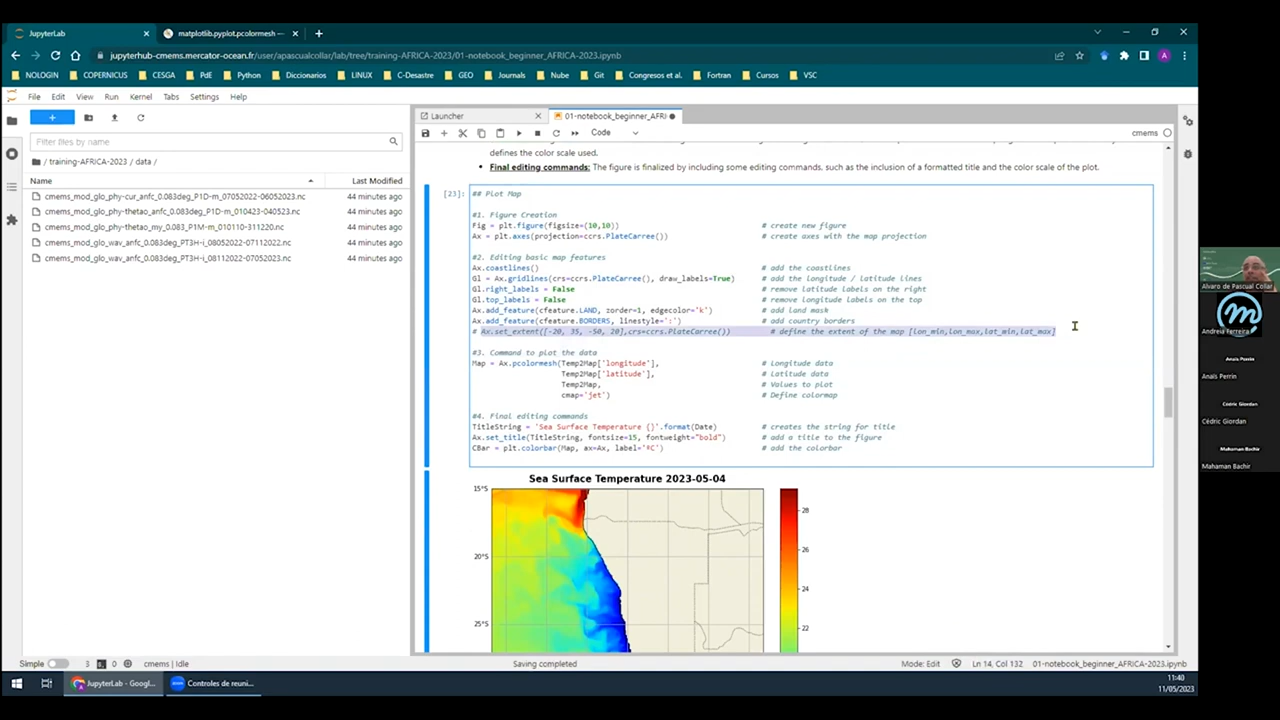 JupyterLab
matplotlib.pyplot.pcolormesh —
jupyterhub-cmems.mercator-ocean.fr/user/apascualcollar/lab/tree/training-AFRICA-2023/01-notebook_beginner_AFRICA-2023.ipynb
NOLOGIN COPERNICUS CESGA PdE Python Diccionarios LINUX C-Desastre GEO Journals Nube Git Congresos et al. Fortran Cursos VSC
File Edit View Run Kernel Tabs Settings Help
Launcher
01-notebook_beginner_AFRI
Code
cmems
Filter files by name
/ training-AFRICA-2023 / data /
Name Last Modified
cmems_mod_glo_phy-cur_anfc_0.083deg_P1D-m_07052022-06052023.nc 44 minutes ago
cmems_mod_glo_phy-thetao_anfc_0.083deg_P1D-m_010423-040523.nc 44 minutes ago
cmems_mod_glo_phy-thetao_my_0.083_P1M-m_010110-311220.nc 44 minutes ago
cmems_mod_glo_wav_anfc_0.083deg_PT3H-i_08052022-07112022.nc 44 minutes ago
cmems_mod_glo_wav_anfc_0.083deg_PT3H-i_08112022-07052023.nc 44 minutes ago
defines the color scale used.
• Final editing commands: The figure is finalized by including some editing commands, such as the inclusion of a formatted title and the color scale of the plot.
[23]: ## Plot Map
#1. Figure Creation
Fig = plt.figure(figsize=(10,10)) # create new figure
Ax = plt.axes(projection=ccrs.PlateCarree()) # create axes with the map projection
#2. Editing basic map features
Ax.coastlines() # add the coastlines
Gl = Ax.gridlines(crs=ccrs.PlateCarree(), draw_labels=True) # add the longitude / latitude lines
Gl.right_labels = False # remove latitude labels on the right
Gl.top_labels = False # remove longitude labels on the top
Ax.add_feature(cfeature.LAND, zorder=1, edgecolor='k') # add land mask
Ax.add_feature(cfeature.BORDERS, linestyle=':') # add country borders
# Ax.set_extent([-20, 35, -50, 20],crs=ccrs.PlateCarree()) # define the extent of the map [lon_min,lon_max,lat_min,lat_max]
#3. Command to plot the data
Map = Ax.pcolormesh(Temp2Map['longitude'], # Longitude data
Temp2Map['latitude'], # Latitude data
Temp2Map, # Values to plot
cmap='jet') # Define colormap
#4. Final editing commands
TitleString = 'Sea Surface Temperature {}'.format(Date) # creates the string for title
Ax.set_title(TitleString, fontsize=15, fontweight="bold") # add a title to the figure
CBar = plt.colorbar(Map, ax=Ax, label='ºC') # add the colorbar
Sea Surface Temperature 2023-05-04
15°S
28
20°S
26
24
25°S
22
Alvaro de Pascual Collar
Andreia Ferreira
Anaïs Perrin
Anaïs Perrin
Cédric Giordan
Cédric Giordan
Mahaman Bachir
Mahaman Bachir
Simple 3 0 cmems | Idle Saving completed Mode: Edit Ln 14, Col 132 01-notebook_beginner_AFRICA-2023.ipynb
JupyterLab - Googl...
Controles de reuni...
11:40
11/05/2023